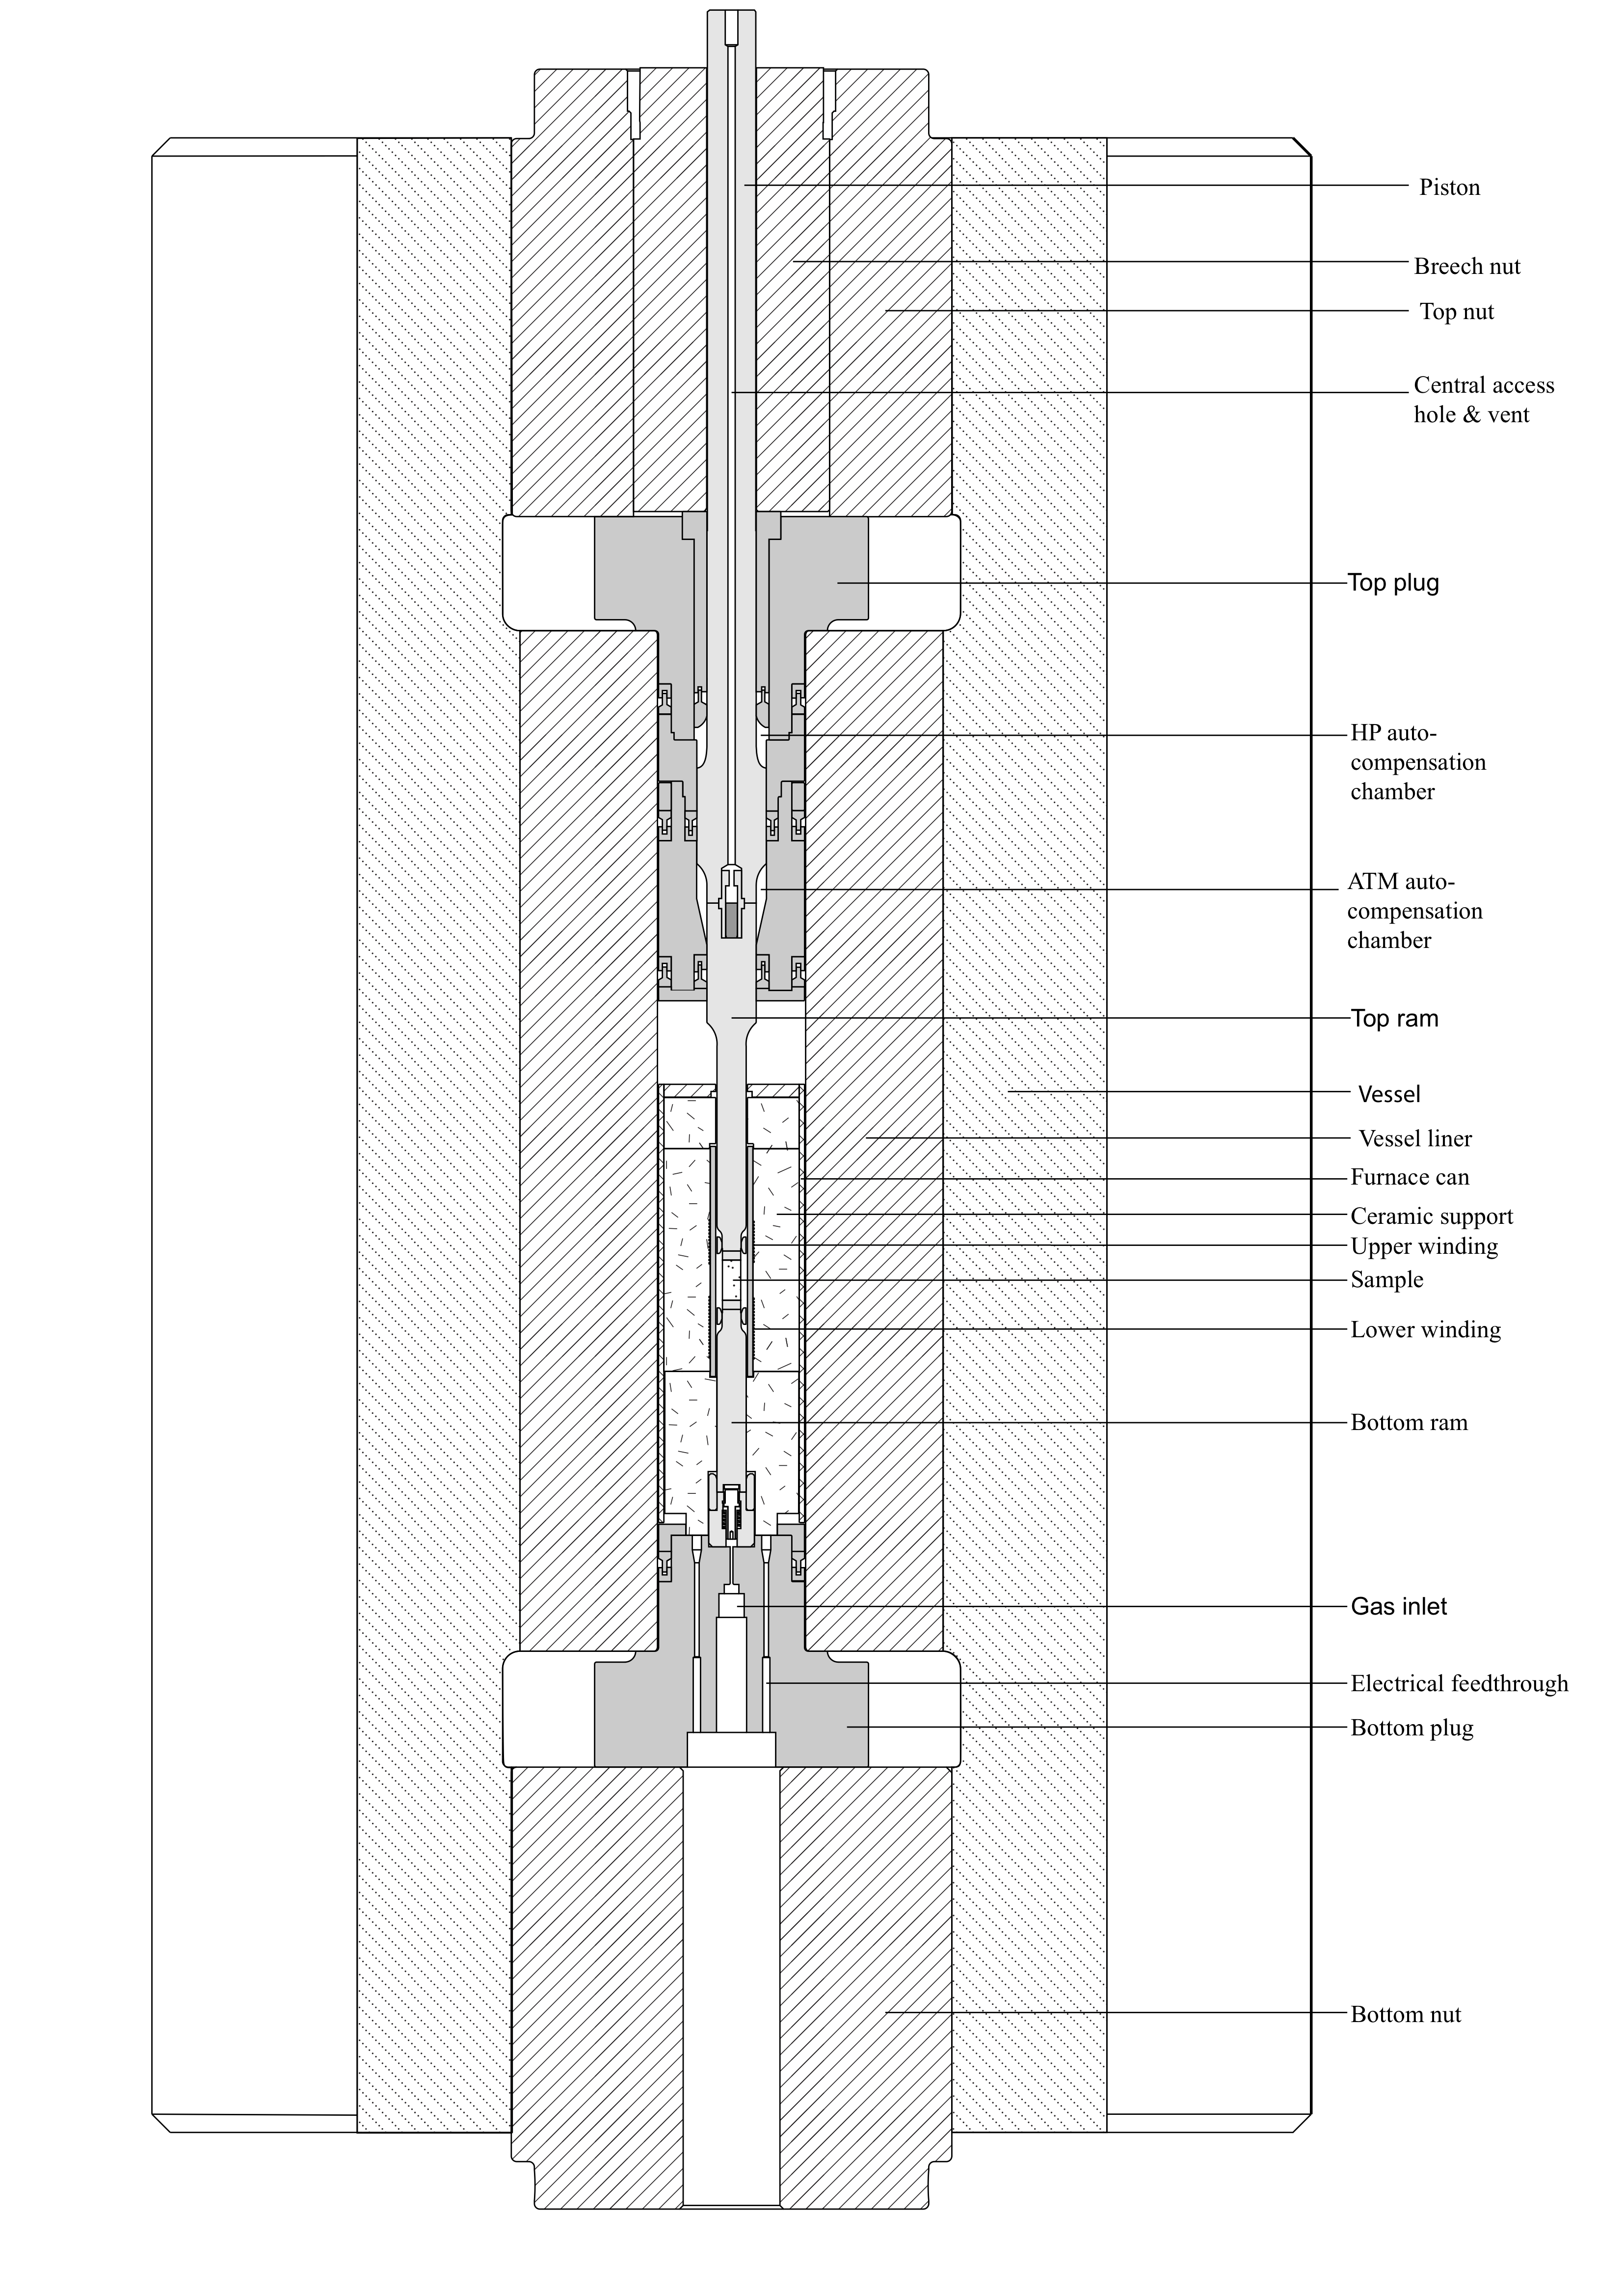 Piston
Breech nut
Top nut
Central access
hole & vent
Top plug
HP auto-
compensation
chamber
ATM auto-
compensation
chamber
Top ram
Vessel
Vessel liner
Furnace can
Ceramic support
Upper winding
Sample
Lower winding
Bottom ram
Gas inlet
Electrical feedthrough
Bottom plug
Bottom nut